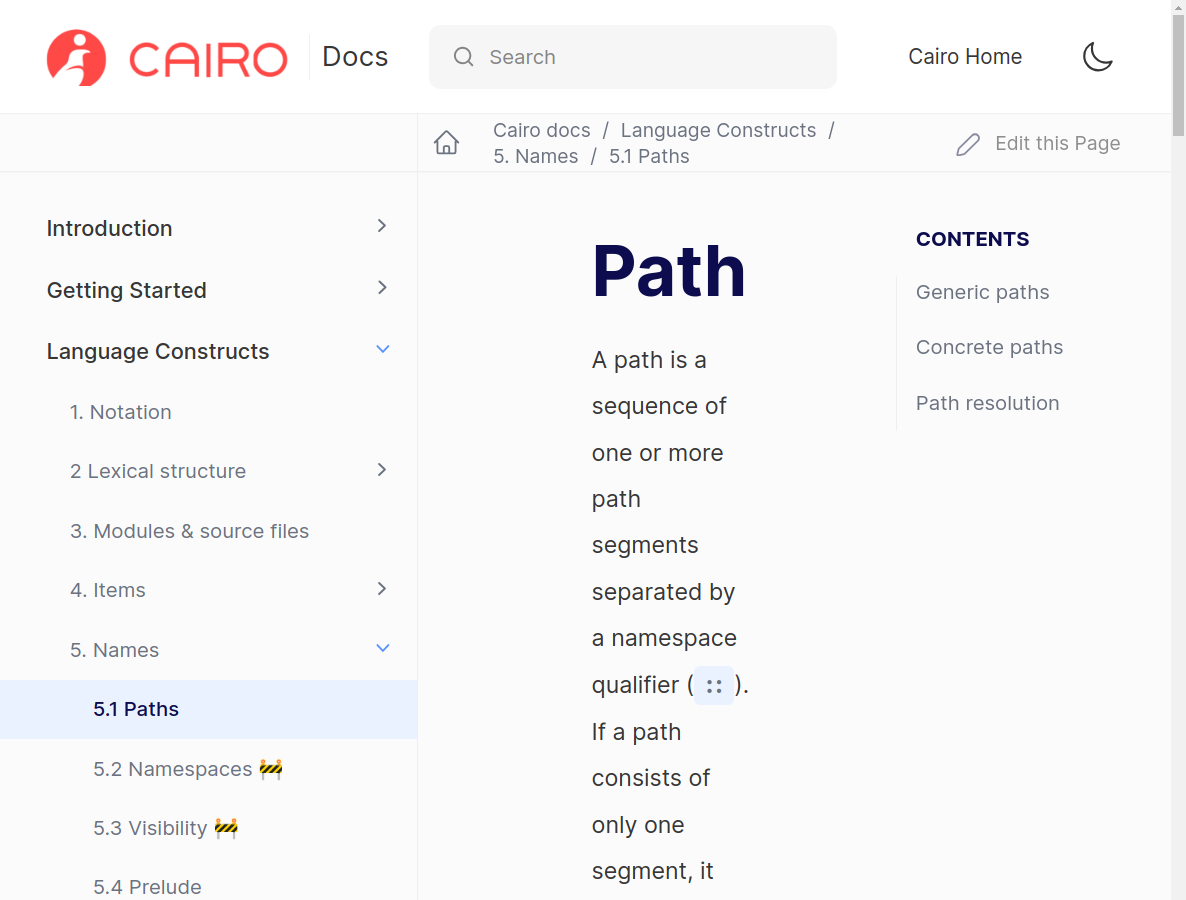 CAIRO Docs
Search
Cairo Home
Cairo docs / Language Constructs /
5. Names / 5.1 Paths
Edit this Page
Introduction
Getting Started
Language Constructs
1. Notation
2 Lexical structure
3. Modules & source files
4. Items
5. Names
5.1 Paths
5.2 Namespaces 🚧
5.3 Visibility 🚧
5.4 Prelude
Path
A path is a
sequence of
one or more
path
segments
separated by
a namespace
qualifier (::).
If a path
consists of
only one
segment, it
CONTENTS
Generic paths
Concrete paths
Path resolution